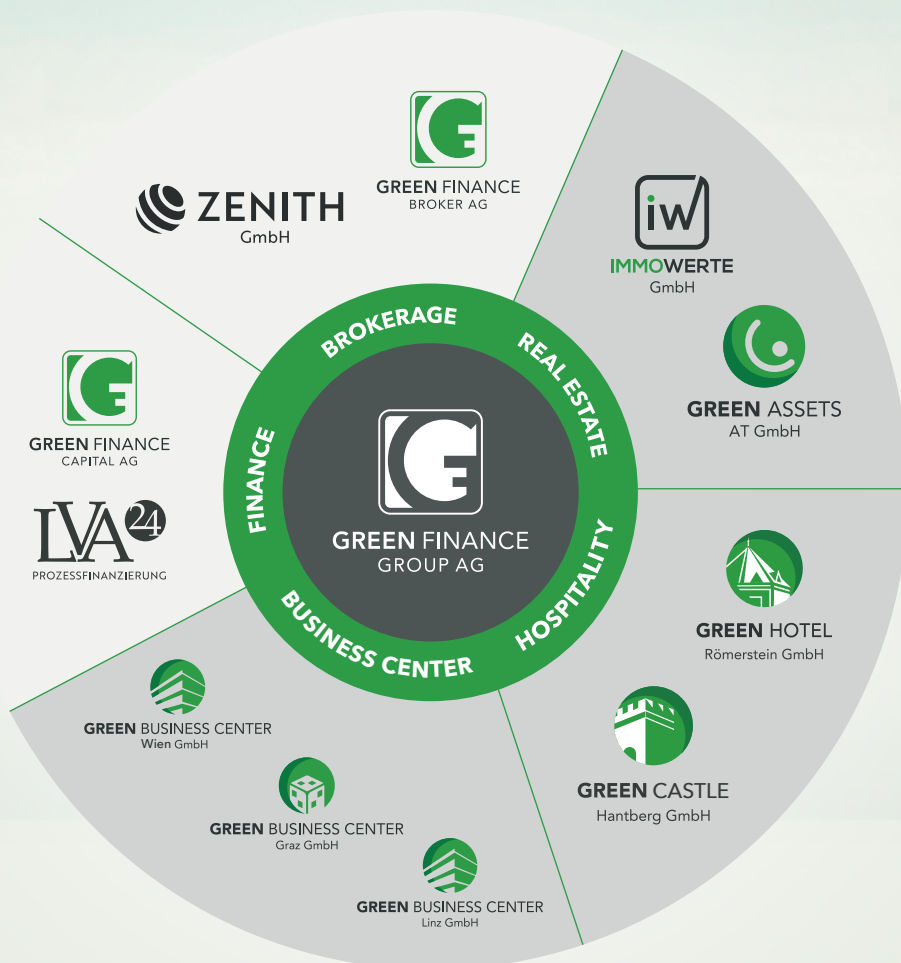 GREEN FINANCE
BROKER AG
ZENITH
GmbH
iw
IMMOWERTE
GmbH
GREEN ASSETS
AT GmbH
BROKERAGE
REAL ESTATE
FINANCE
HOSPITALITY
BUSINESS CENTER
GREEN FINANCE
GROUP AG
GREEN FINANCE
CAPITAL AG
LVA24
PROZESSFINANZIERUNG
GREEN HOTEL
Römerstein GmbH
GREEN CASTLE
Hantberg GmbH
GREEN BUSINESS CENTER
Wien GmbH
GREEN BUSINESS CENTER
Graz GmbH
GREEN BUSINESS CENTER
Linz GmbH